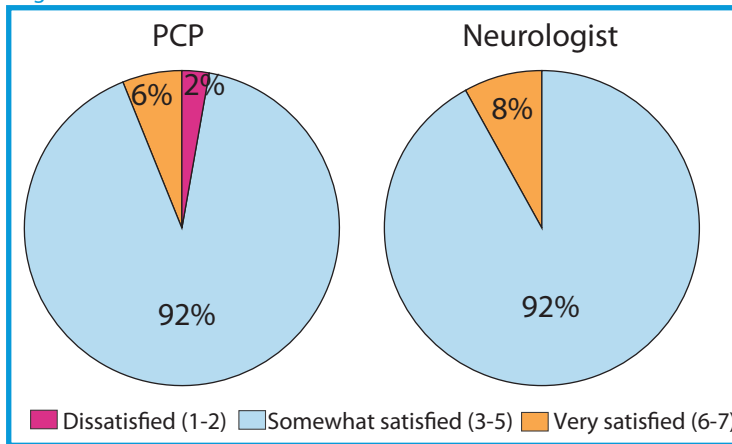 PCP
Neurologist
6%
2%
8%
92%
92%
Dissatisfied (1-2) Somewhat satisfied (3-5) Very satisfied (6-7)